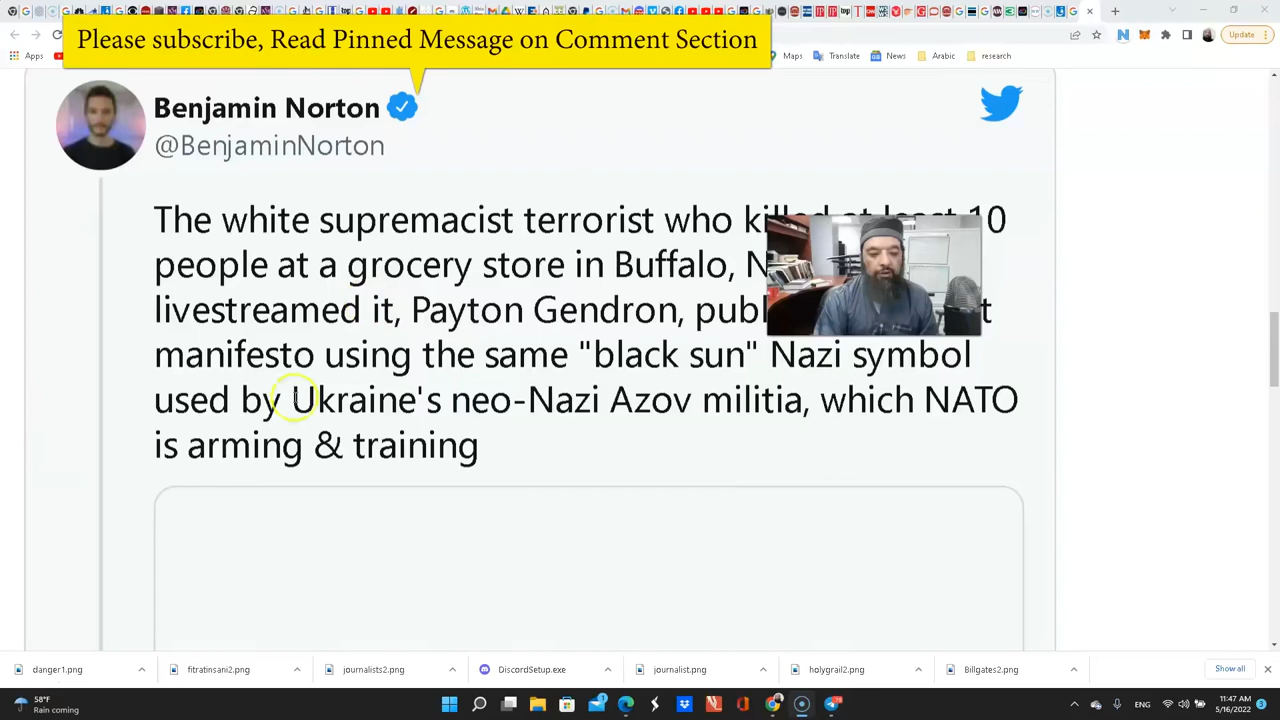 Please subscribe, Read Pinned Message on Comment Section
Update
Apps
Maps
Translate
News
Arabic
research
Benjamin Norton
@BenjaminNorton
The white supremacist terrorist who killed at least 10
people at a grocery store in Buffalo, N
livestreamed it, Payton Gendron, publ t
manifesto using the same "black sun" Nazi symbol
used by Ukraine's neo-Nazi Azov militia, which NATO
is arming & training
danger1.png
fitratinsani2.png
journalists2.png
DiscordSetup.exe
journalist.png
holygrail2.png
Billgates2.png
Show all
58°F
Rain coming
ENG
11:47 AM
5/16/2022